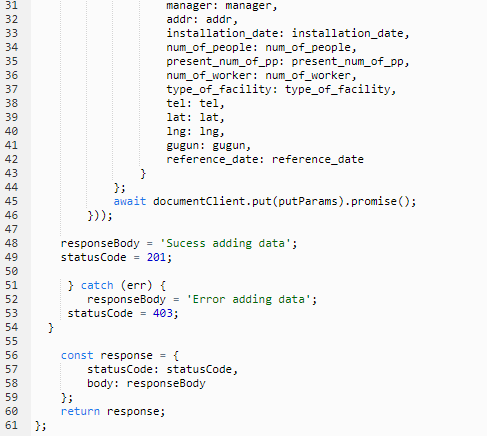 31 manager: manager,
32 addr: addr,
33 installation_date: installation_date,
34 num_of_people: num_of_people,
35 present_num_of_pp: present_num_of_pp,
36 num_of_worker: num_of_worker,
37 type_of_facility: type_of_facility,
38 tel: tel,
39 lat: lat,
40 lng: lng,
41 gugun: gugun,
42 reference_date: reference_date
43 }
44 };
45 await documentClient.put(putParams).promise();
46 }));
47
48 responseBody = 'Sucess adding data';
49 statusCode = 201;
50
51 } catch (err) {
52 responseBody = 'Error adding data';
53 statusCode = 403;
54 }
55
56 const response = {
57 statusCode: statusCode,
58 body: responseBody
59 };
60 return response;
61 };